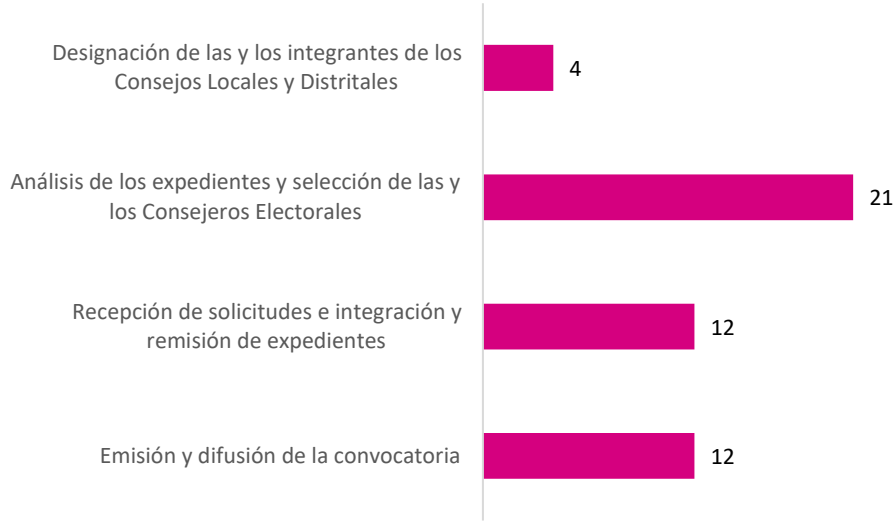 Designación de las y los integrantes de los
Consejos Locales y Distritales
4
Análisis de los expedientes y selección de las y
los Consejeros Electorales
21
Recepción de solicitudes e integración y
remisión de expedientes
12
Emisión y difusión de la convocatoria
12